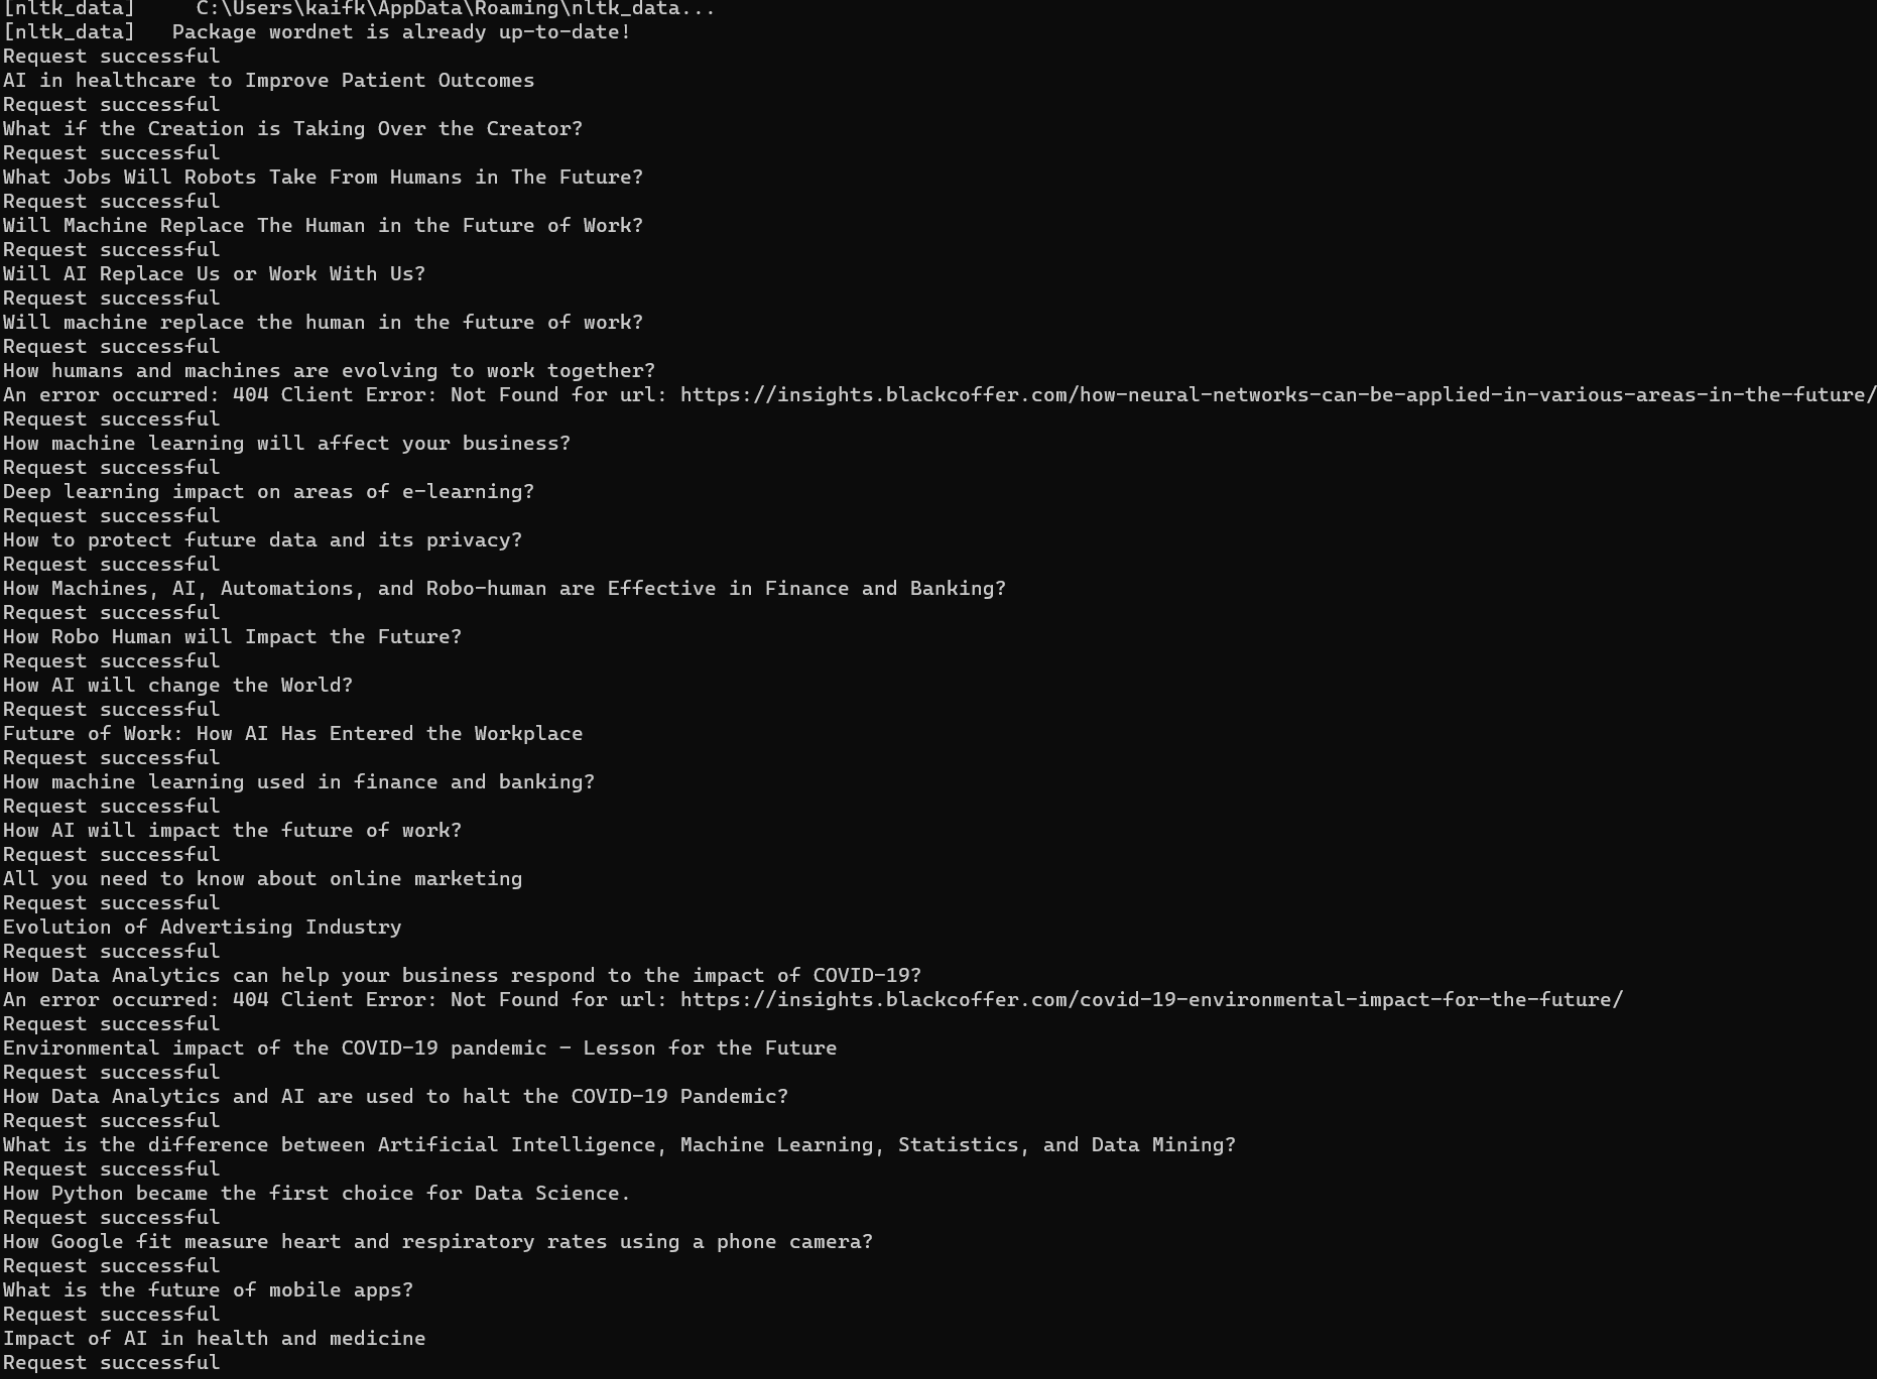 [nltk_data]     C:\Users\kaifk\AppData\Roaming\nltk_data...
[nltk_data]   Package wordnet is already up-to-date!
Request successful
AI in healthcare to Improve Patient Outcomes
Request successful
What if the Creation is Taking Over the Creator?
Request successful
What Jobs Will Robots Take From Humans in The Future?
Request successful
Will Machine Replace The Human in the Future of Work?
Request successful
Will AI Replace Us or Work With Us?
Request successful
Will machine replace the human in the future of work?
Request successful
How humans and machines are evolving to work together?
An error occurred: 404 Client Error: Not Found for url: https://insights.blackcoffer.com/how-neural-networks-can-be-applied-in-various-areas-in-the-future/
Request successful
How machine learning will affect your business?
Request successful
Deep learning impact on areas of e-learning?
Request successful
How to protect future data and its privacy?
Request successful
How Machines, AI, Automations, and Robo-human are Effective in Finance and Banking?
Request successful
How Robo Human will Impact the Future?
Request successful
How AI will change the World?
Request successful
Future of Work: How AI Has Entered the Workplace
Request successful
How machine learning used in finance and banking?
Request successful
How AI will impact the future of work?
Request successful
All you need to know about online marketing
Request successful
Evolution of Advertising Industry
Request successful
How Data Analytics can help your business respond to the impact of COVID-19?
An error occurred: 404 Client Error: Not Found for url: https://insights.blackcoffer.com/covid-19-environmental-impact-for-the-future/
Request successful
Environmental impact of the COVID-19 pandemic – Lesson for the Future
Request successful
How Data Analytics and AI are used to halt the COVID-19 Pandemic?
Request successful
What is the difference between Artificial Intelligence, Machine Learning, Statistics, and Data Mining?
Request successful
How Python became the first choice for Data Science.
Request successful
How Google fit measure heart and respiratory rates using a phone camera?
Request successful
What is the future of mobile apps?
Request successful
Impact of AI in health and medicine
Request successful